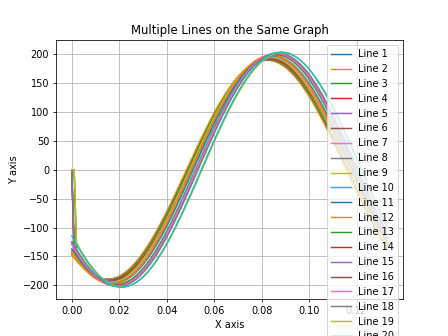 Multiple Lines on the Same Graph
Y axis
200
150
100
50
0
−50
−100
−150
−200
0.00
0.02
0.04
0.06
0.08
0.10
X axis
Line 1
Line 2
Line 3
Line 4
Line 5
Line 6
Line 7
Line 8
Line 9
Line 10
Line 11
Line 12
Line 13
Line 14
Line 15
Line 16
Line 17
Line 18
Line 19
Line 20